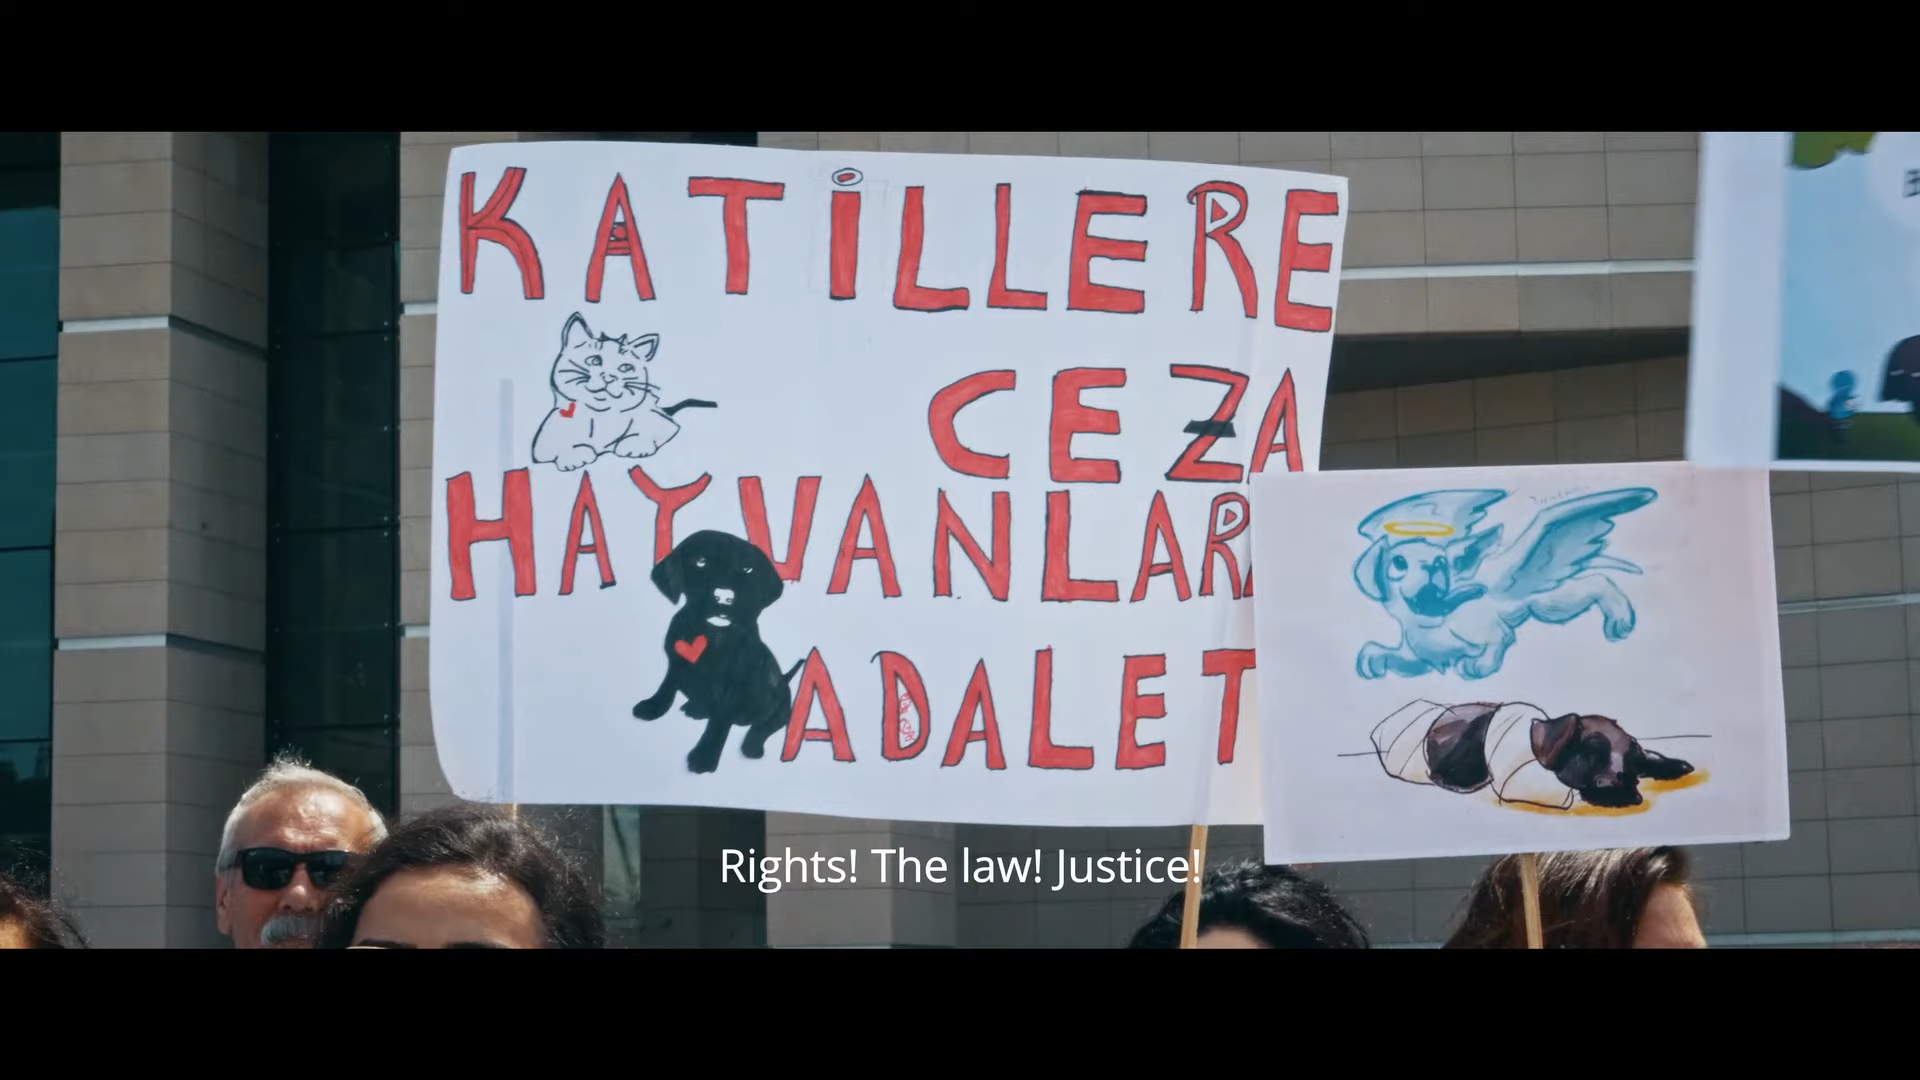 KATİLLERE
CEZA
HAYVANLARA
ADALET
Rights! The law! Justice!